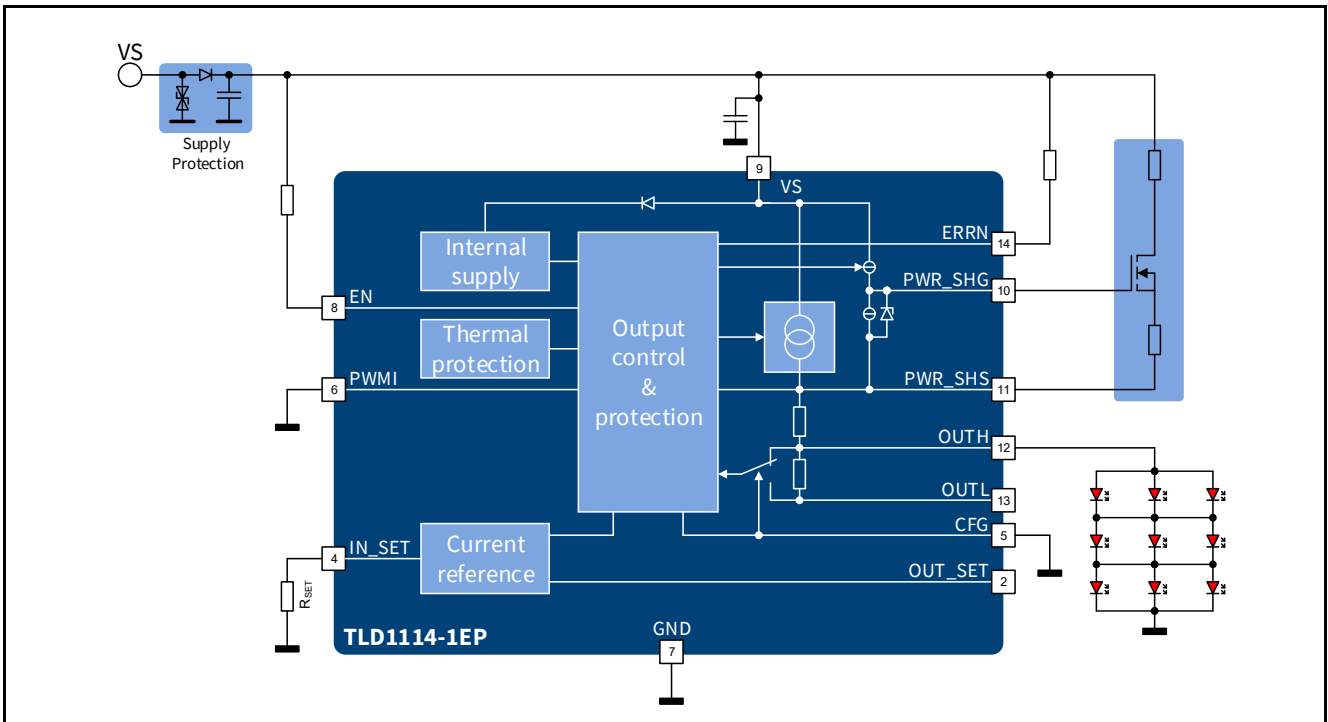 VS
Supply
Protection
9
VS
Internal
supply
ERRN
14
PWR_SHG
10
8
EN
Thermal
protection
Output
control
&
protection
6
PWMI
PWR_SHS
11
OUTH
12
OUTL
13
CFG
5
4
IN_SET
Current
reference
OUT_SET
2
RSET
TLD1114-1EP
GND
7